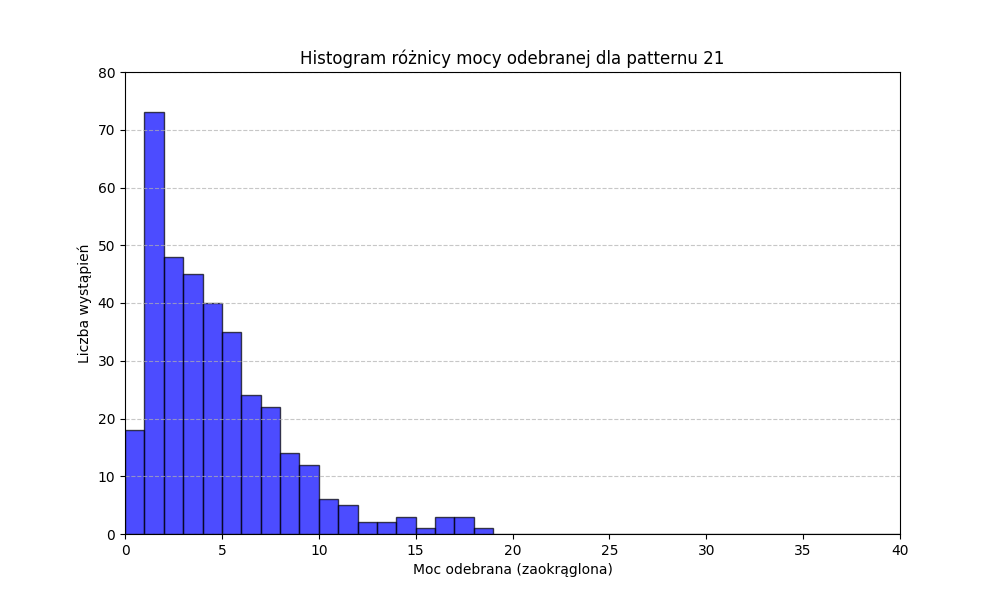 Histogram różnicy mocy odebranej dla patternu 21
80
70
60
50
40
30
20
10
0
Liczba wystąpień
0 5 10 15 20 25 30 35 40
Moc odebrana (zaokrąglona)